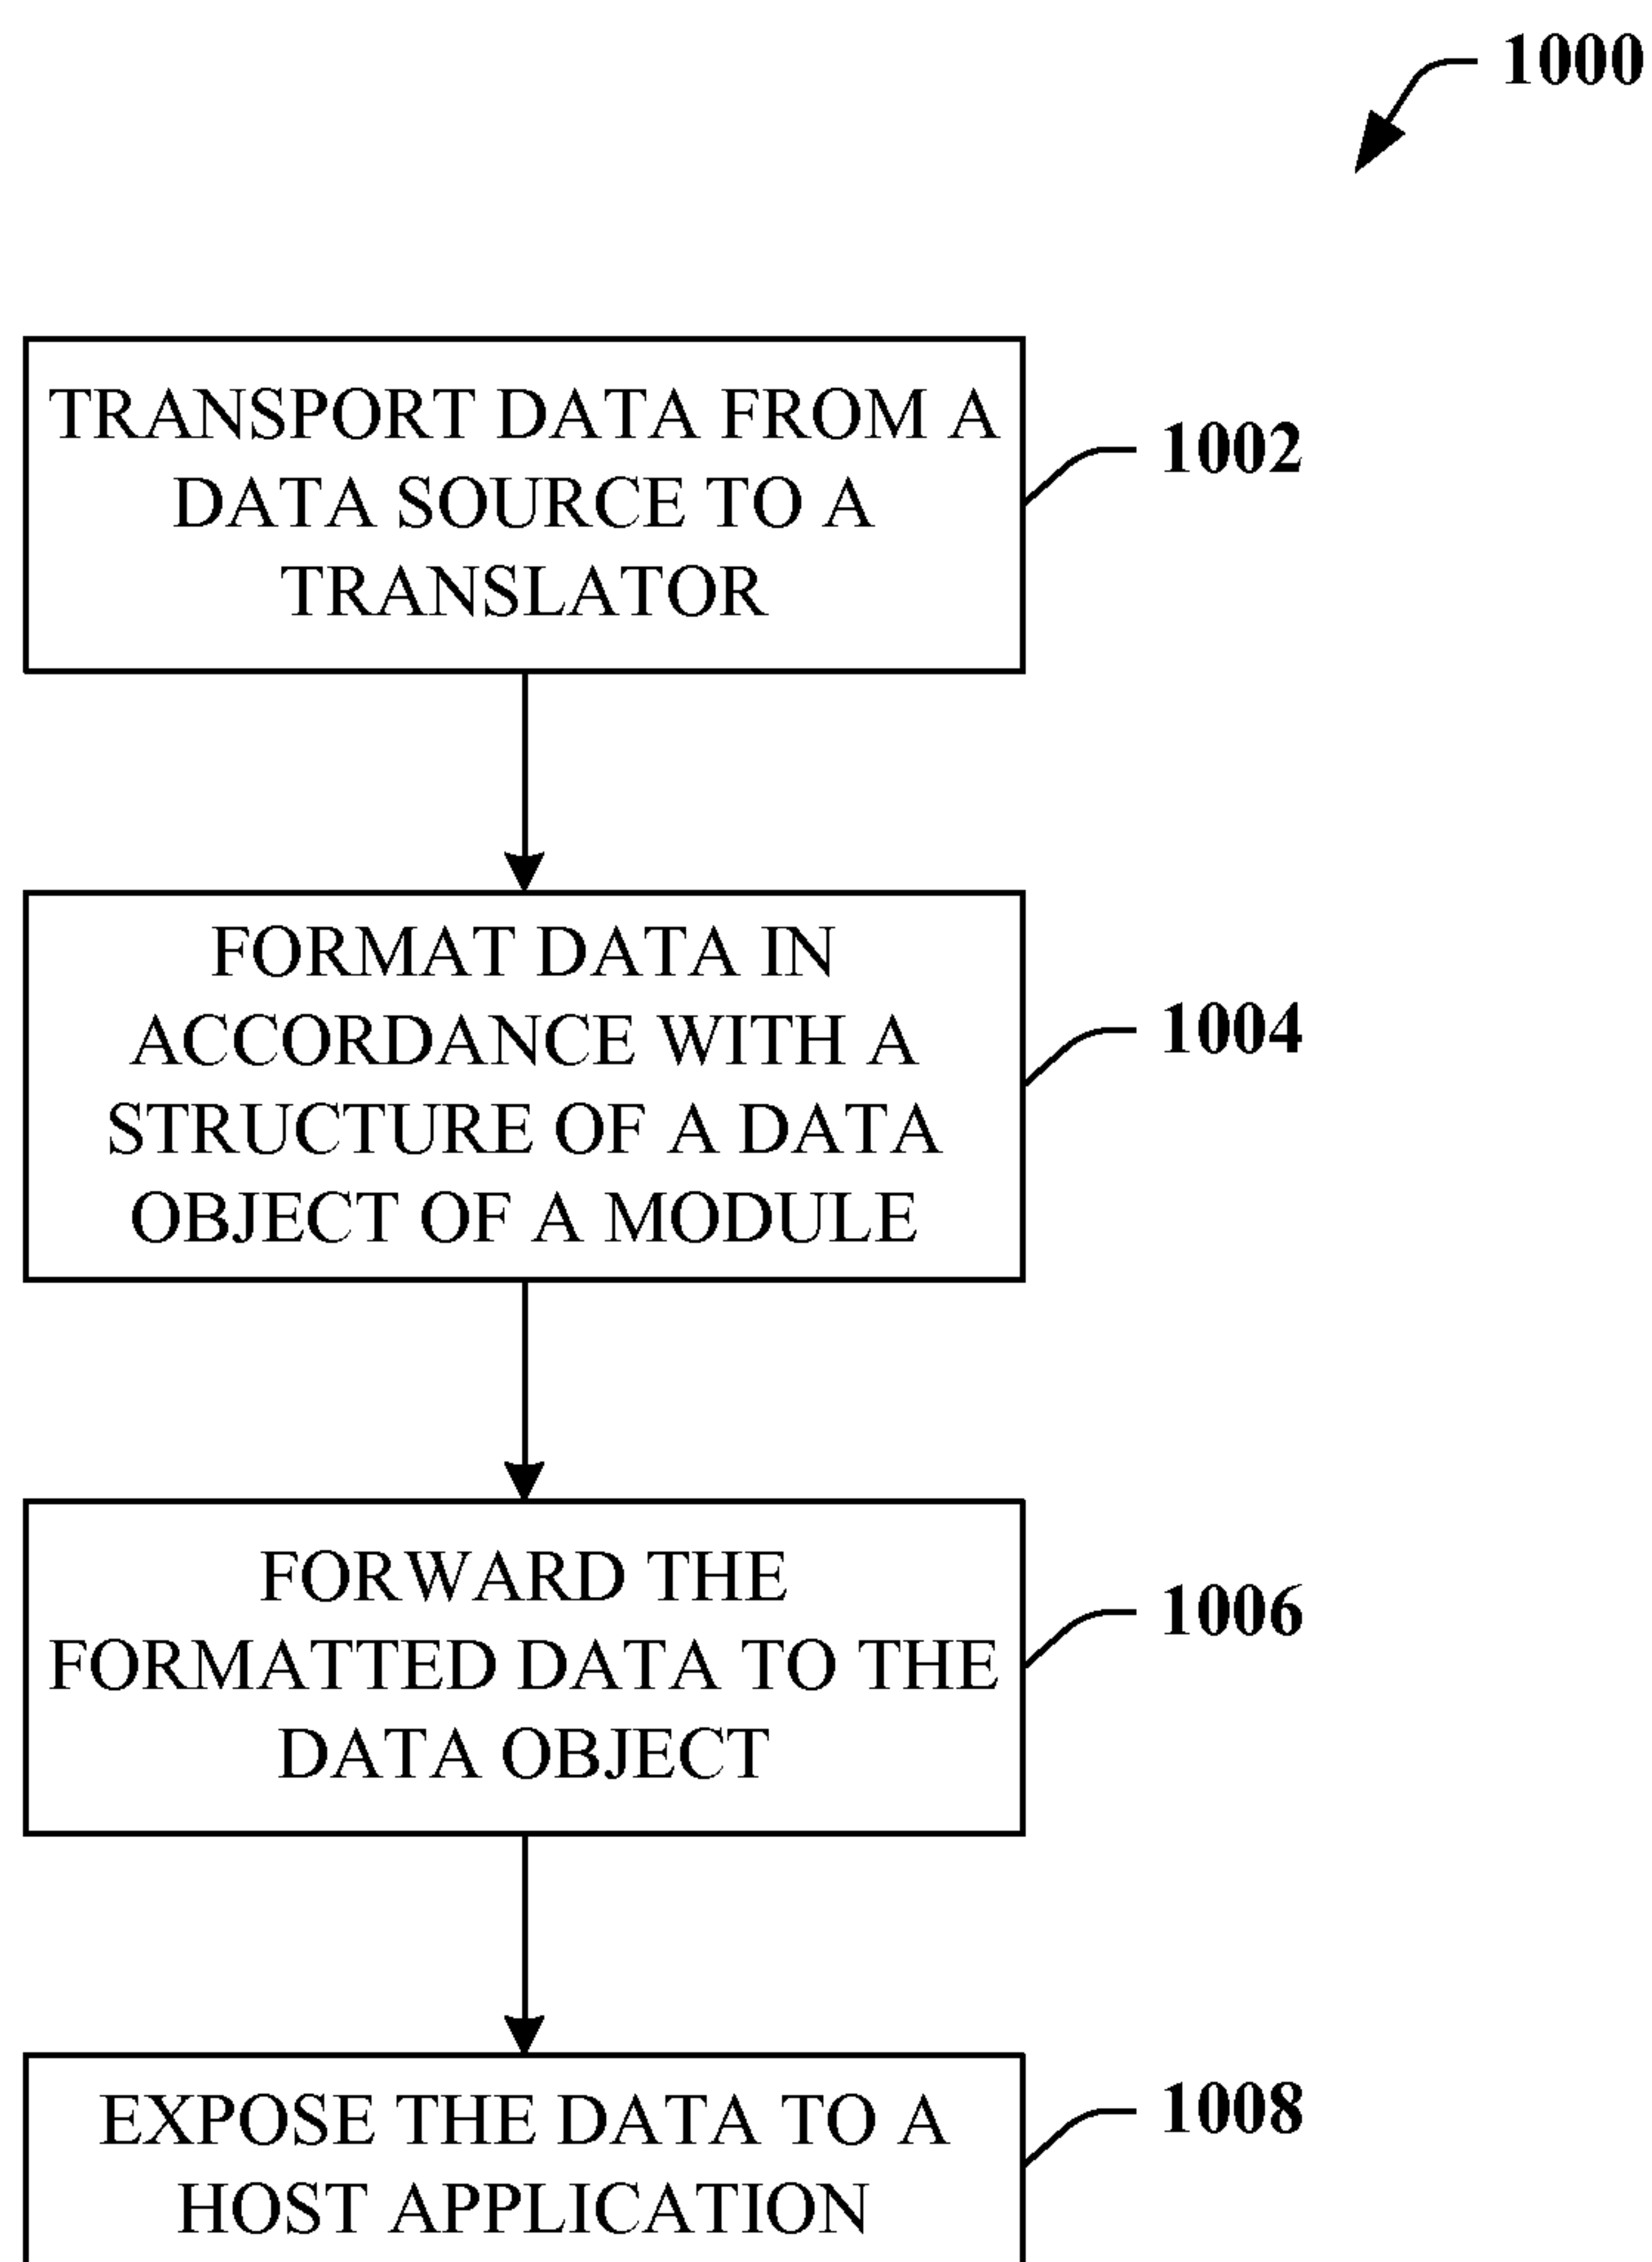 1000
TRANSPORT DATA FROM A
DATA SOURCE TO A
TRANSLATOR
1002
FORMAT DATA IN
ACCORDANCE WITH A
STRUCTURE OF A DATA
OBJECT OF A MODULE
1004
FORWARD THE
FORMATTED DATA TO THE
DATA OBJECT
1006
EXPOSE THE DATA TO A
HOST APPLICATION
1008